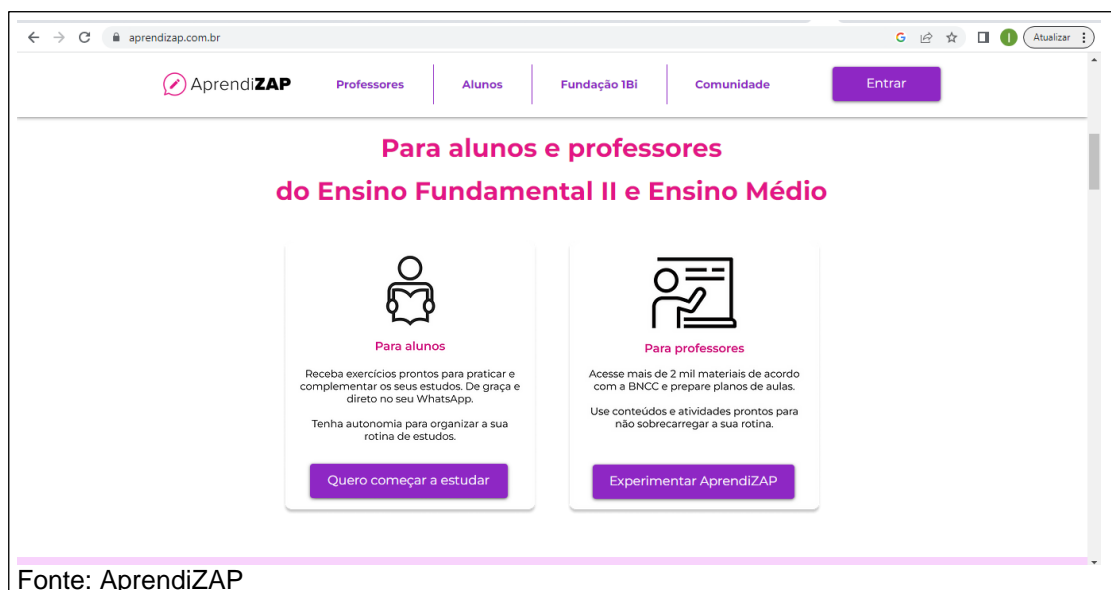 aprendizap.com.br
G
I
Atualizar
AprendiZAP
Professores
Alunos
Fundação 1Bi
Comunidade
Entrar
Para alunos e professores
do Ensino Fundamental II e Ensino Médio
Para alunos
Receba exercícios prontos para praticar e
complementar os seus estudos. De graça e
direto no seu WhatsApp.
Tenha autonomia para organizar a sua
rotina de estudos.
Quero começar a estudar
Para professores
Acesse mais de 2 mil materiais de acordo
com a BNCC e prepare planos de aulas.
Use conteúdos e atividades prontos para
não sobrecarregar a sua rotina.
Experimentar AprendiZAP
Fonte: AprendiZAP